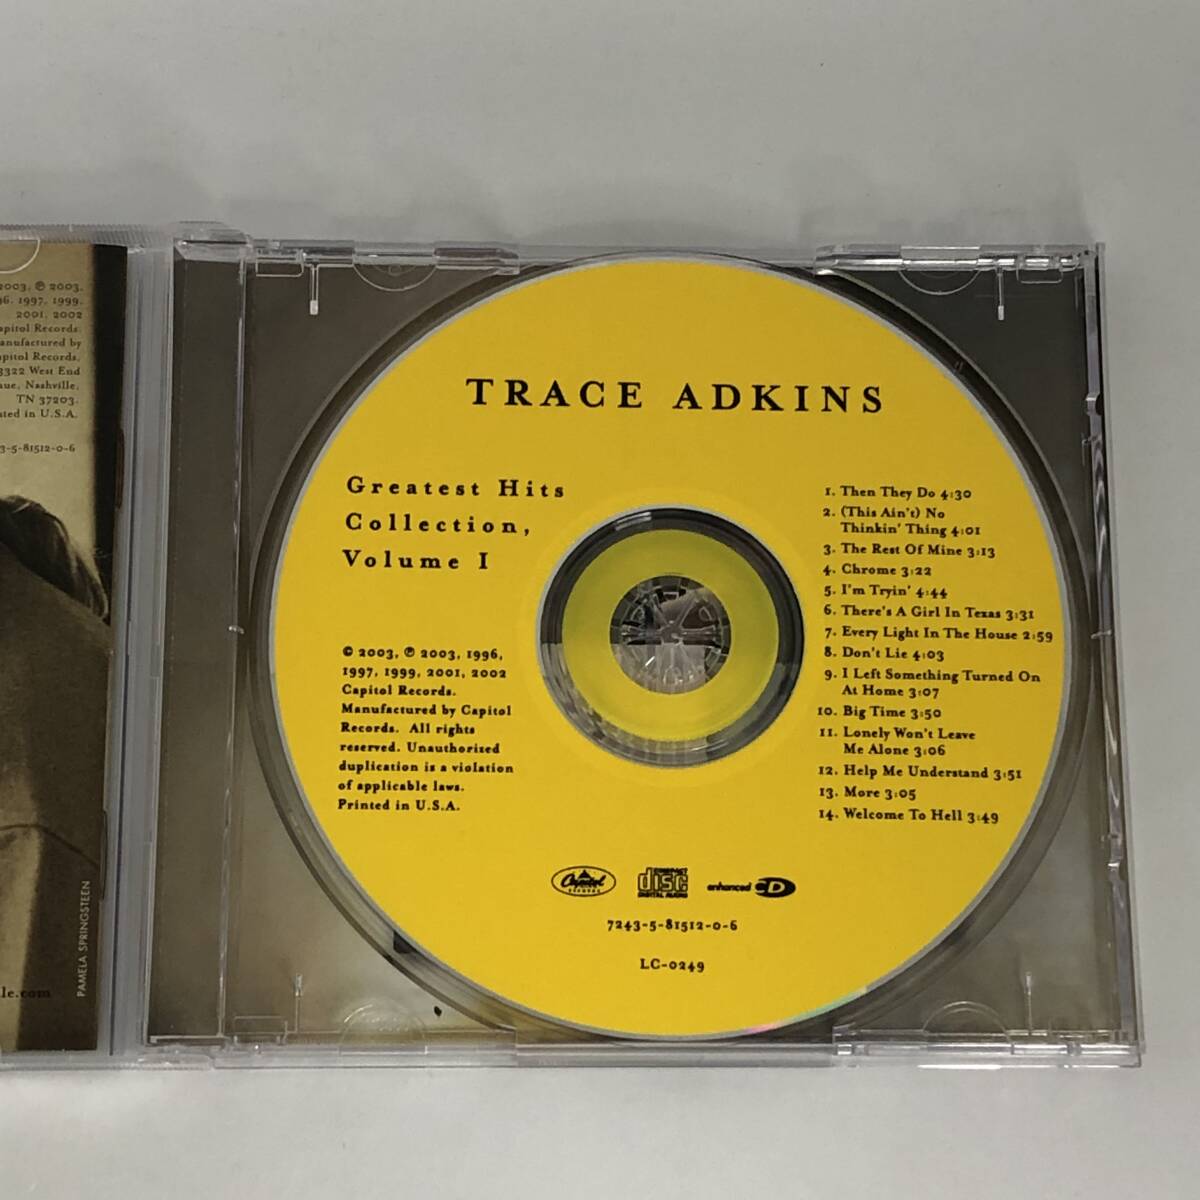 2003, ℗ 2003,
96, 1997, 1999,
2001, 2002
Capitol Records.
Manufactured by
Capitol Records,
3322 West End
Nashville,
TN 37203.
in U.S.A.
3-5-81512-0-6
PAMELA SPRINGSTEEN
le.com
TRACE ADKINS
Greatest Hits
Collection,
Volume I
© 2003, ℗ 2003, 1996,
1997, 1999, 2001, 2002
Capitol Records.
Manufactured by Capitol
Records. All rights
reserved. Unauthorized
duplication is a violation
of applicable laws.
Printed in U.S.A.
1. Then They Do 4:30
2. (This Ain't) No
Thinkin' Thing 4:01
3. The Rest Of Mine 3:13
4. Chrome 3:22
5. I'm Tryin' 4:44
6. There's A Girl In Texas 3:31
7. Every Light In The House 2:59
8. Don't Lie 4:03
9. I Left Something Turned On
At Home 3:07
10. Big Time 3:50
11. Lonely Won't Leave
Me Alone 3:06
12. Help Me Understand 3:51
13. More 3:05
14. Welcome To Hell 3:49
Capitol RECORDS
COMPACT disc DIGITAL AUDIO
enhanced CD
7243-5-81512-0-6
LC-0249